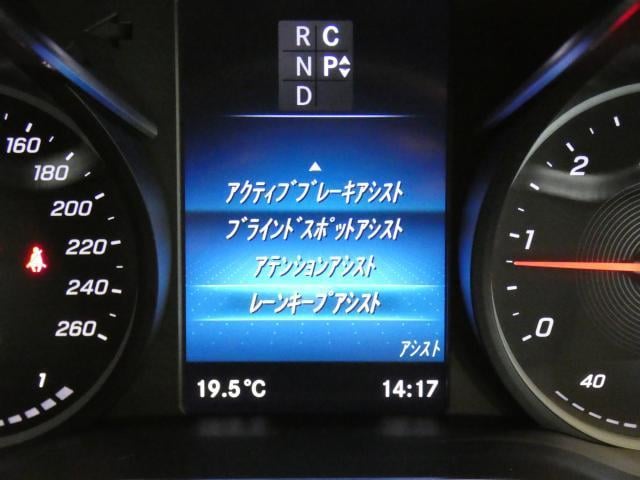 R C
N P
D
アクティブブレーキアシスト
ブラインドスポットアシスト
アテンションアシスト
レーンキープアシスト
アシスト
19.5°C
14:17
160
180
200
220
240
260
1
2
1
0
40